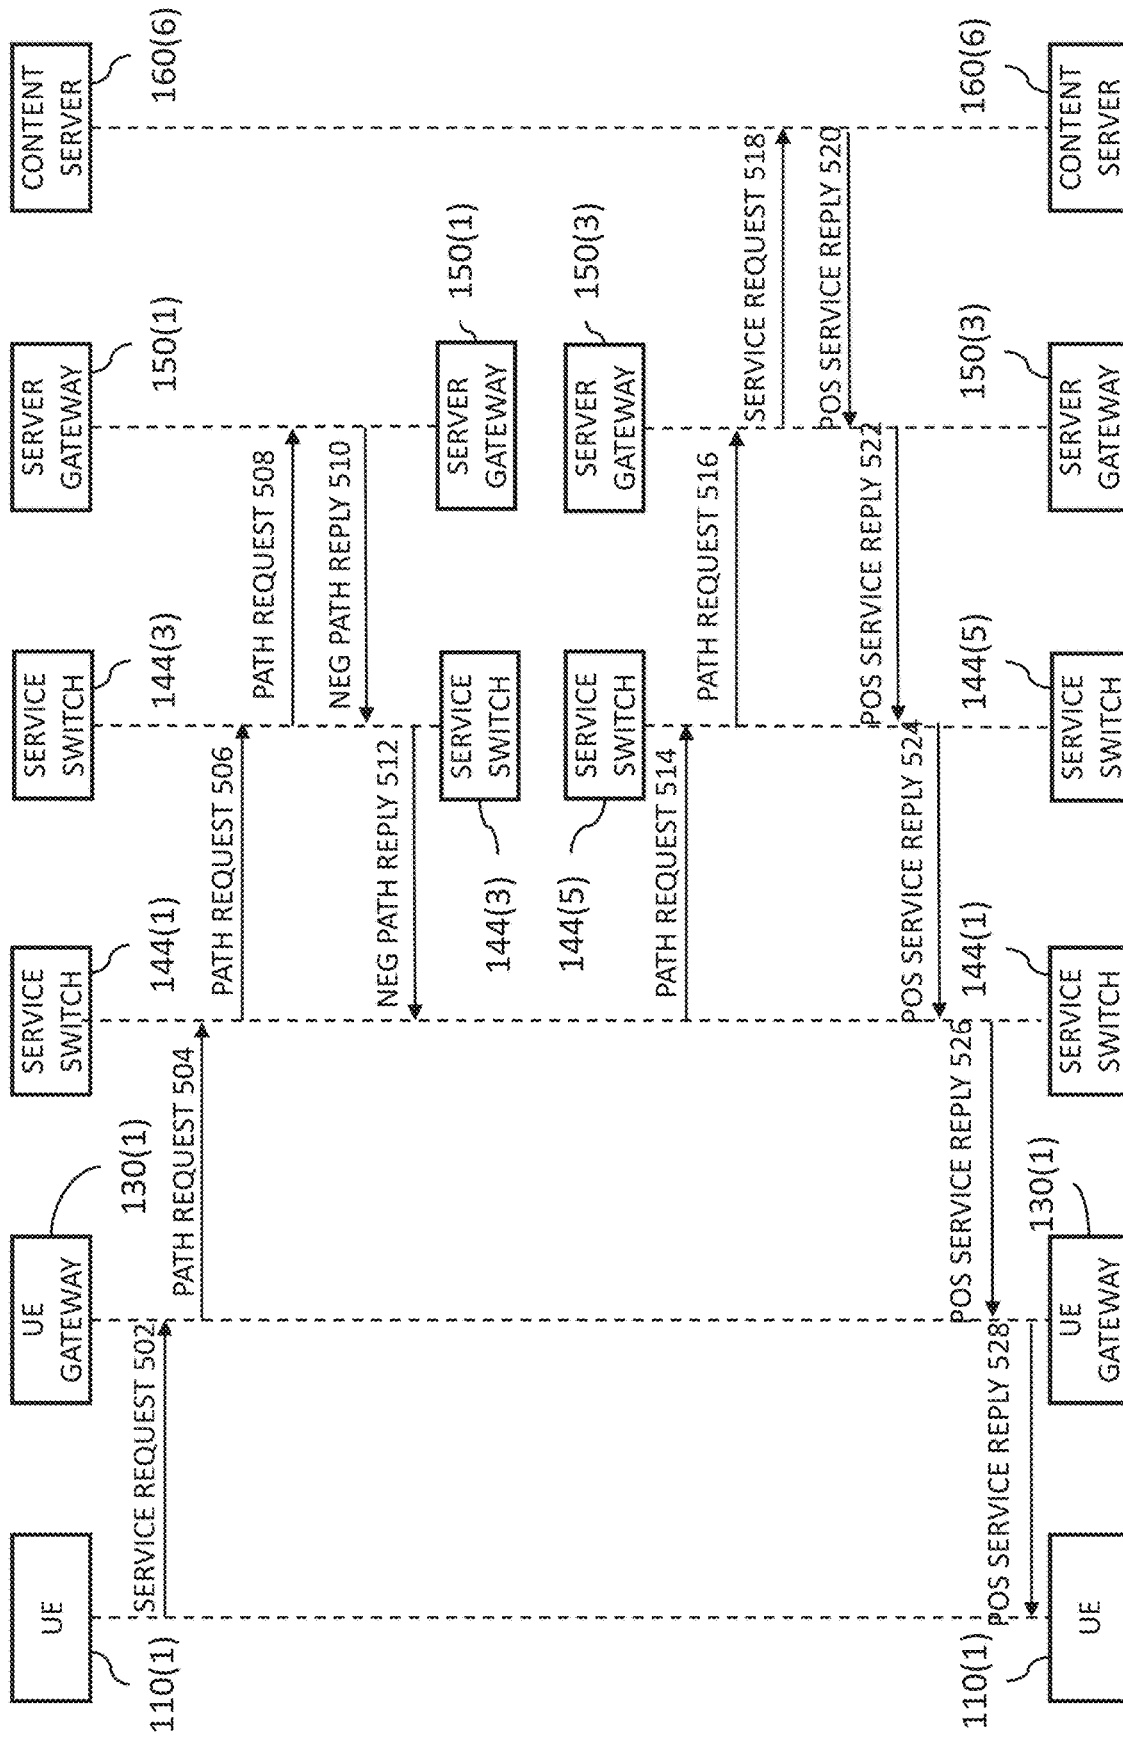 UE
110(1)
UE
GATEWAY
130(1)
SERVICE
SWITCH
144(1)
SERVICE
SWITCH
144(3)
SERVER
GATEWAY
150(1)
CONTENT
SERVER
160(6)
SERVICE REQUEST 502
PATH REQUEST 504
PATH REQUEST 506
PATH REQUEST 508
NEG PATH REPLY 510
NEG PATH REPLY 512
SERVICE
SWITCH
144(3)
SERVER
GATEWAY
150(1)
SERVICE
SWITCH
144(5)
SERVER
GATEWAY
150(3)
PATH REQUEST 514
PATH REQUEST 516
SERVICE REQUEST 518
POS SERVICE REPLY 520
POS SERVICE REPLY 522
POS SERVICE REPLY 524
POS SERVICE REPLY 526
POS SERVICE REPLY 528
110(1)
UE
130(1)
UE
GATEWAY
144(1)
SERVICE
SWITCH
144(5)
SERVICE
SWITCH
150(3)
SERVER
GATEWAY
160(6)
CONTENT
SERVER